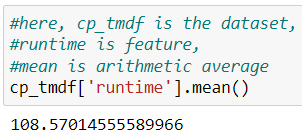 #here, cp_tmdf is the dataset,
#runtime is feature,
#mean is arithmetic average
cp_tmdf['runtime'].mean()
108.57014555589966